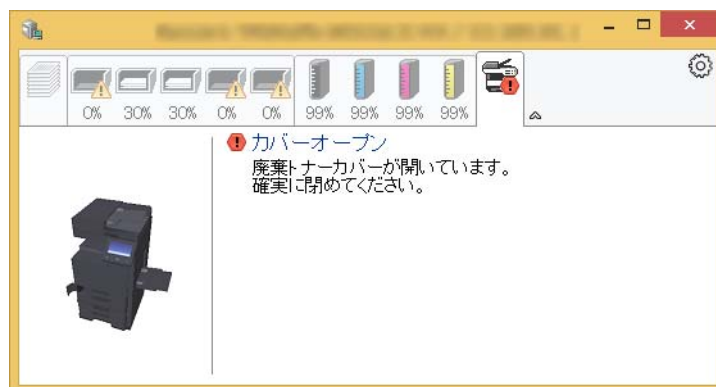 0% 30% 30% 0% 0% 99% 99% 99% 99%
カバーオープン
廃棄トナーカバーが開いています。
確実に閉めてください。